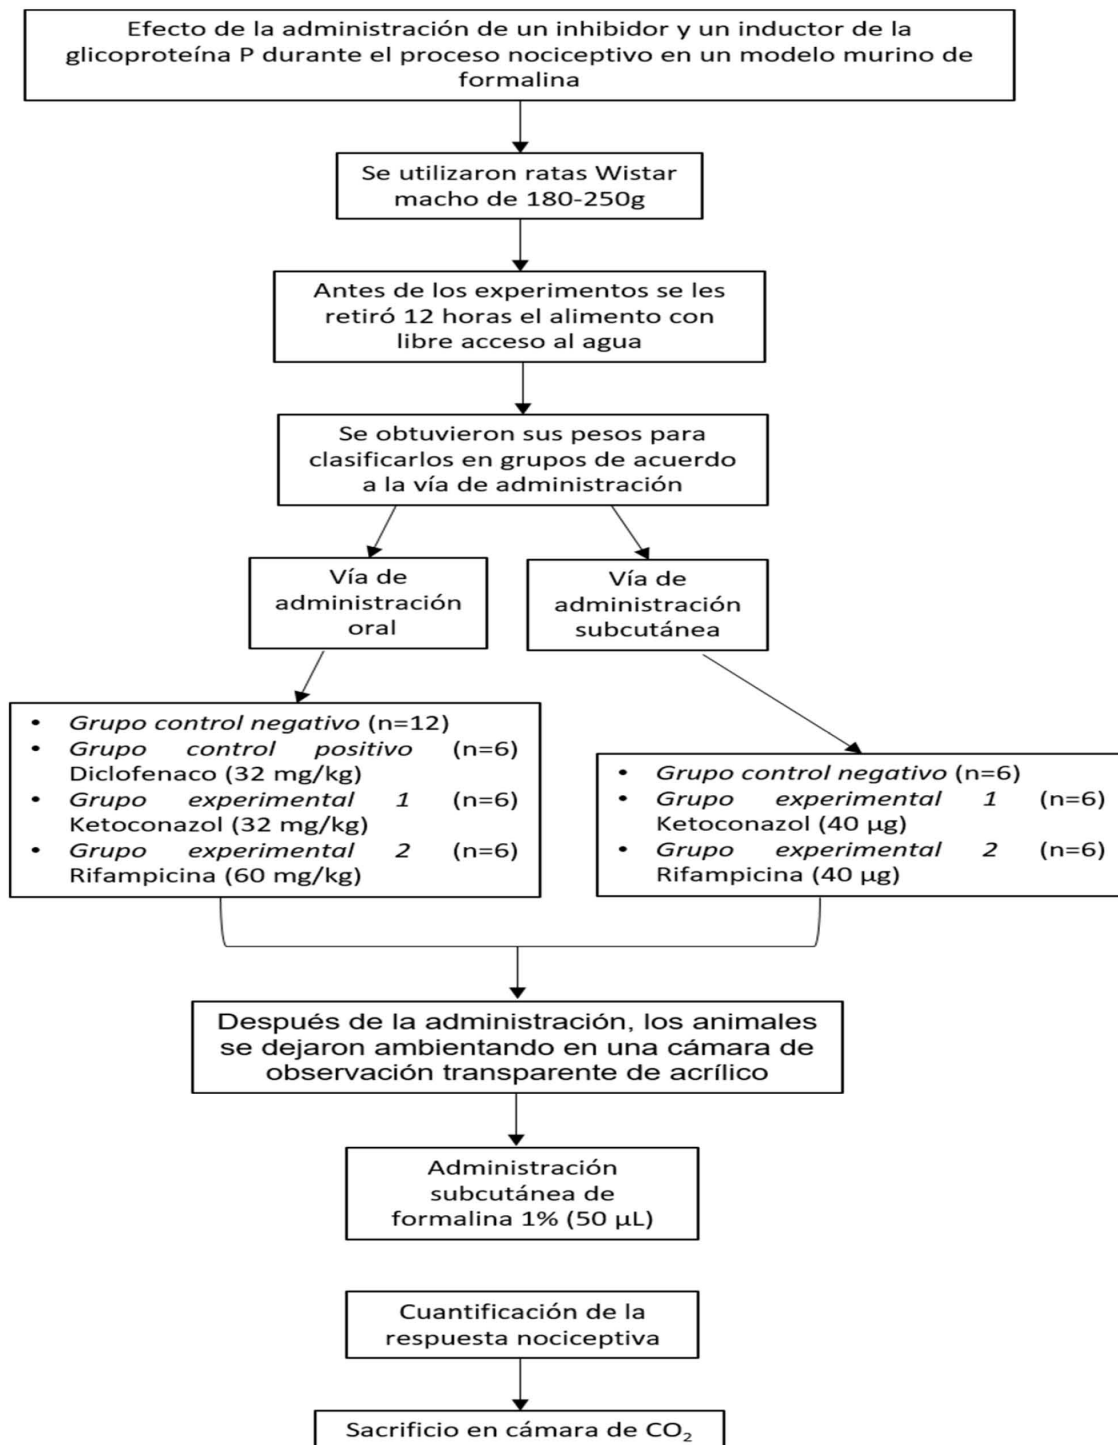 Efecto de la administración de un inhibidor y un inductor de la
glicoproteína P durante el proceso nociceptivo en un modelo murino de
formalina
Se utilizaron ratas Wistar
macho de 180-250g
Antes de los experimentos se les
retiró 12 horas el alimento con
libre acceso al agua
Se obtuvieron sus pesos para
clasificarlos en grupos de acuerdo
a la vía de administración
Vía de
administración
oral
Vía de
administración
subcutánea
• Grupo control negativo (n=12)
• Grupo control positivo (n=6)
Diclofenaco (32 mg/kg)
• Grupo experimental 1 (n=6)
Ketoconazol (32 mg/kg)
• Grupo experimental 2 (n=6)
Rifampicina (60 mg/kg)
• Grupo control negativo (n=6)
• Grupo experimental 1 (n=6)
Ketoconazol (40 µg)
• Grupo experimental 2 (n=6)
Rifampicina (40 µg)
Después de la administración, los animales
se dejaron ambientando en una cámara de
observación transparente de acrílico
Administración
subcutánea de
formalina 1% (50 µL)
Cuantificación de la
respuesta nociceptiva
Sacrificio en cámara de CO₂